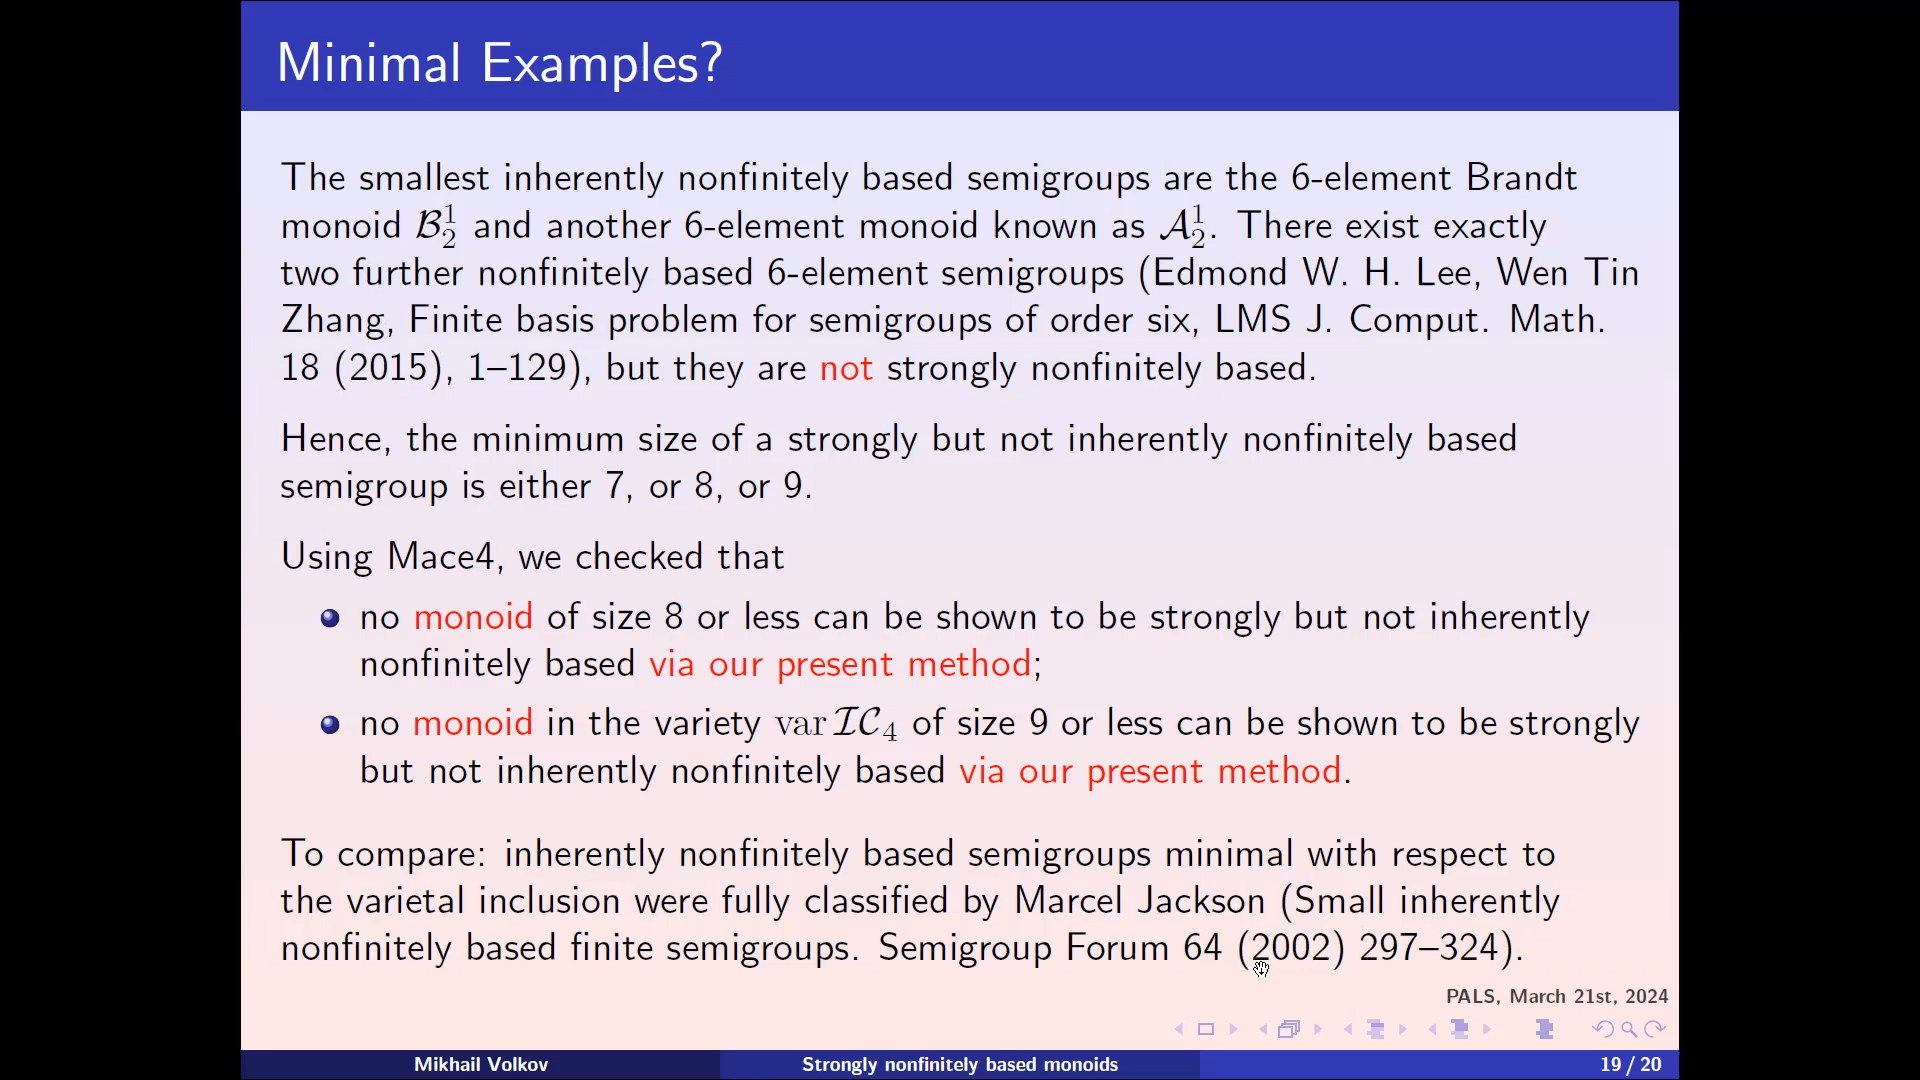 Minimal Examples?
The smallest inherently nonfinitely based semigroups are the 6-element Brandt
monoid ℬ₂¹ and another 6-element monoid known as 𝒜₂¹. There exist exactly
two further nonfinitely based 6-element semigroups (Edmond W. H. Lee, Wen Tin
Zhang, Finite basis problem for semigroups of order six, LMS J. Comput. Math.
18 (2015), 1–129), but they are not strongly nonfinitely based.
Hence, the minimum size of a strongly but not inherently nonfinitely based
semigroup is either 7, or 8, or 9.
Using Mace4, we checked that
no monoid of size 8 or less can be shown to be strongly but not inherently
nonfinitely based via our present method;
no monoid in the variety var ℐ𝒞₄ of size 9 or less can be shown to be strongly
but not inherently nonfinitely based via our present method.
To compare: inherently nonfinitely based semigroups minimal with respect to
the varietal inclusion were fully classified by Marcel Jackson (Small inherently
nonfinitely based finite semigroups. Semigroup Forum 64 (2002) 297–324).
PALS, March 21st, 2024
Mikhail Volkov
Strongly nonfinitely based monoids
19 / 20